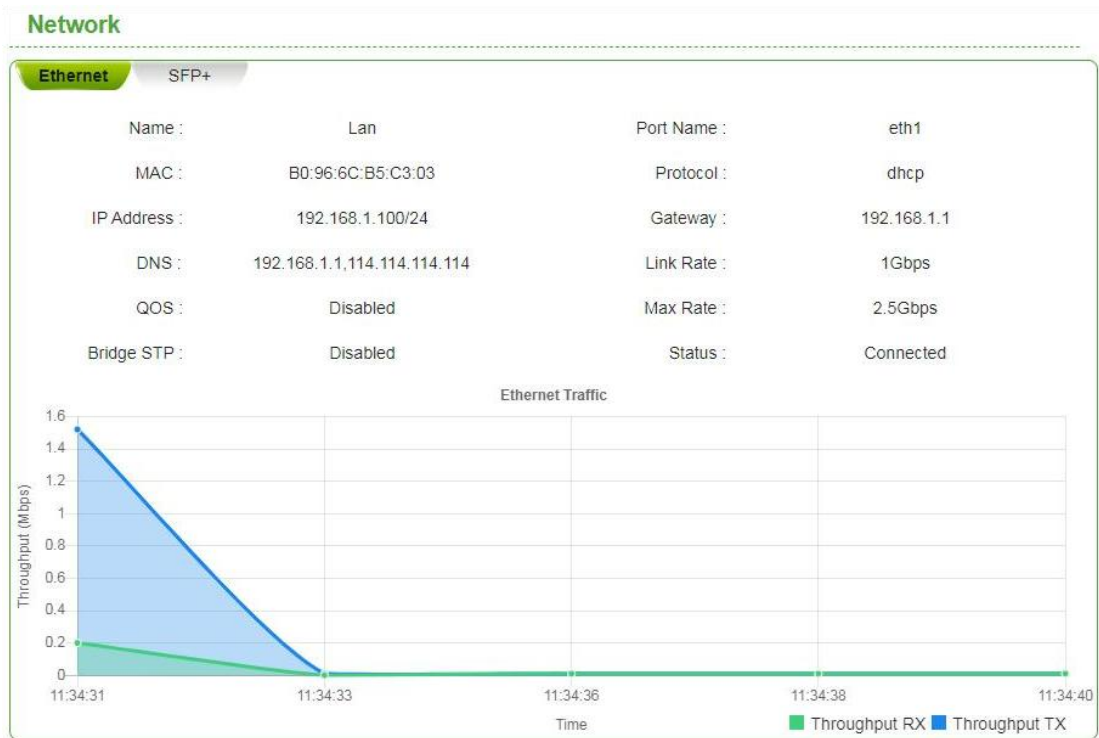 Network
Ethernet SFP+
Name : Lan Port Name : eth1
MAC : B0:96:6C:B5:C3:03 Protocol : dhcp
IP Address : 192.168.1.100/24 Gateway : 192.168.1.1
DNS : 192.168.1.1,114.114.114.114 Link Rate : 1Gbps
QOS : Disabled Max Rate : 2.5Gbps
Bridge STP : Disabled Status : Connected
Ethernet Traffic
Throughput (Mbps)
1.6
1.4
1.2
1
0.8
0.6
0.4
0.2
0
11:34:31 11:34:33 11:34:36 11:34:38 11:34:40
Time
Throughput RX Throughput TX